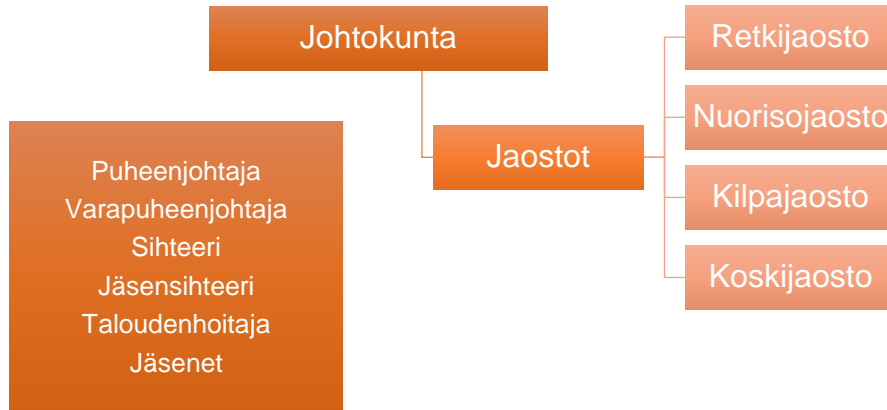 Johtokunta
Puheenjohtaja
Varapuheenjohtaja
Sihteeri
Jäsensihteeri
Taloudenhoitaja
Jäsenet
Jaostot
Retkijaosto
Nuorisojaosto
Kilpajaosto
Koskijaosto